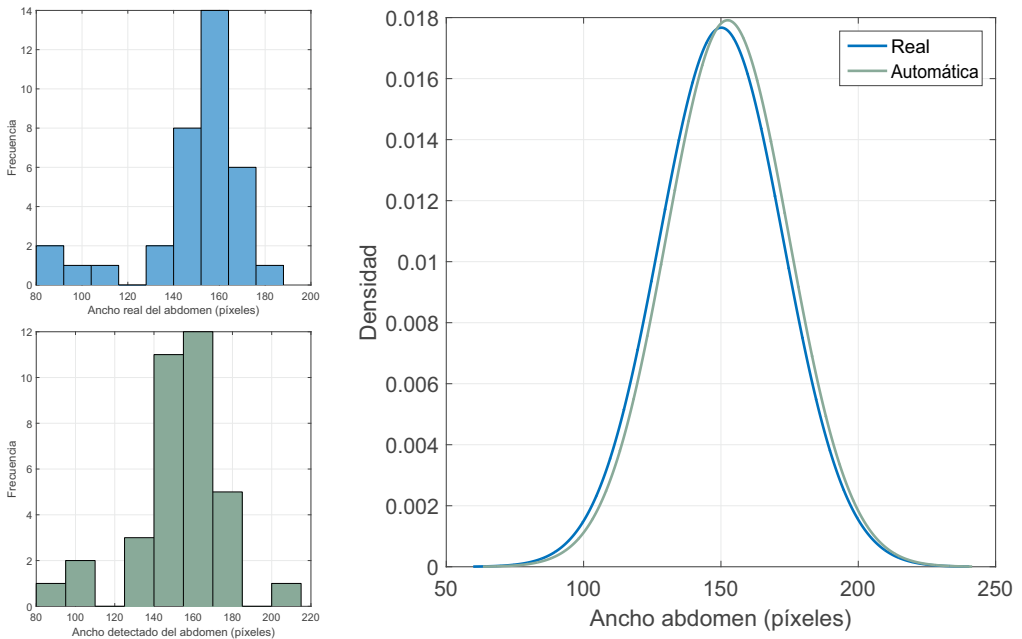 14
12
10
8
6
4
2
0
Frecuencia
80 100 120 140 160 180 200
Ancho real del abdomen (píxeles)
12
10
8
6
4
2
0
Frecuencia
80 100 120 140 160 180 200 220
Ancho detectado del abdomen (píxeles)
0.018
0.016
0.014
0.012
0.01
0.008
0.006
0.004
0.002
0
Densidad
50 100 150 200 250
Ancho abdomen (píxeles)
Real
Automática